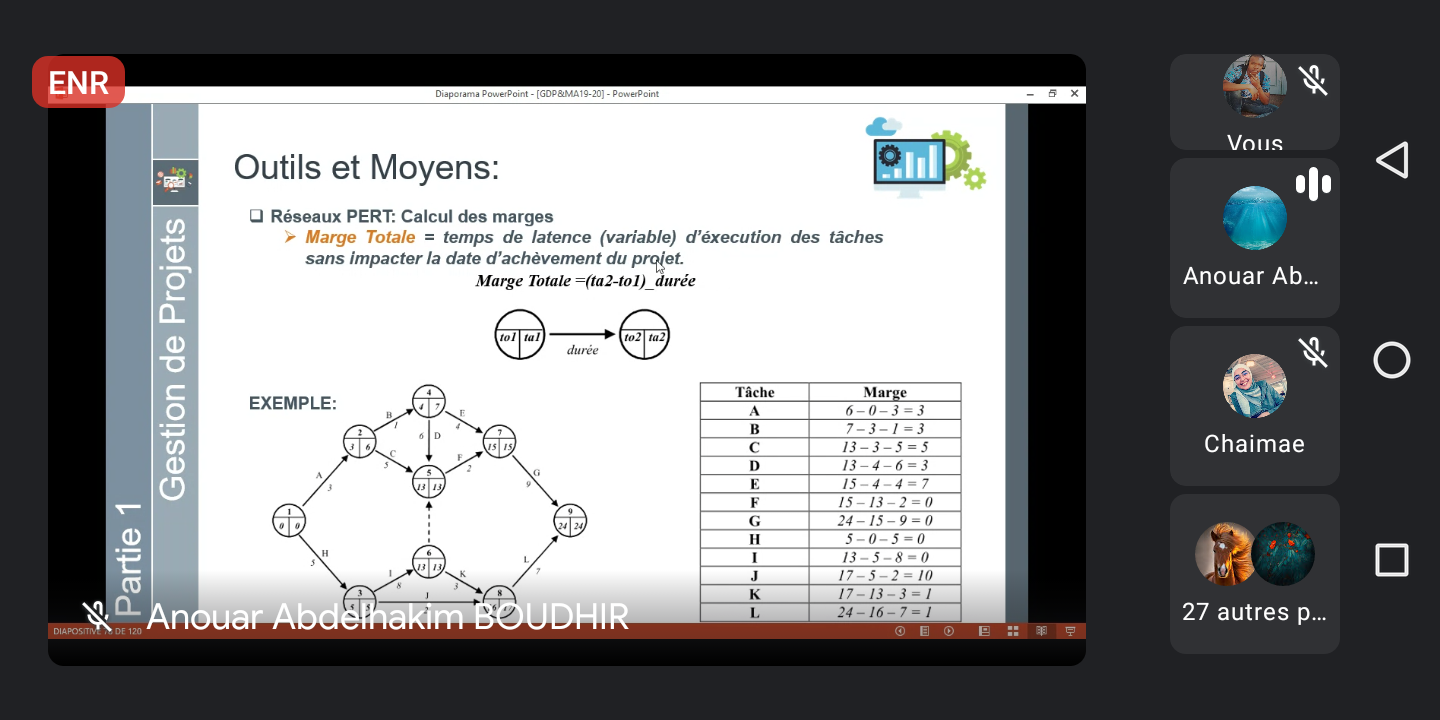 ENR
Diaporama PowerPoint - [GDP&MA19-20] - PowerPoint
Partie 1
Gestion de Projets
Outils et Moyens:
Réseaux PERT: Calcul des marges
Marge Totale = temps de latence (variable) d'éxecution des tâches
sans impacter la date d'achèvement du projet.
Marge Totale =(ta2-to1)_durée
to1 ta1
durée
to2 ta2
EXEMPLE:
4
4 7
B
1
E
4
2
3 6
6 D
7
15 15
C
5
F
2
5
13 13
A
3
G
9
1
0 0
9
24 24
H
5
6
13 13
L
7
I
8
K
3
J
3
8
Tâche Marge
A 6 – 0 – 3 = 3
B 7 – 3 – 1 = 3
C 13 – 3 – 5 = 5
D 13 – 4 – 6 = 3
E 15 – 4 – 4 = 7
F 15 – 13 – 2 = 0
G 24 – 15 – 9 = 0
H 5 – 0 – 5 = 0
I 13 – 5 – 8 = 0
J 17 – 5 – 2 = 10
K 17 – 13 – 3 = 1
L 24 – 16 – 7 = 1
Anouar Abdelhakim BOUDHIR
DIAPOSITIVE DE 120
Vous
Anouar Ab...
Chaimae
27 autres p...